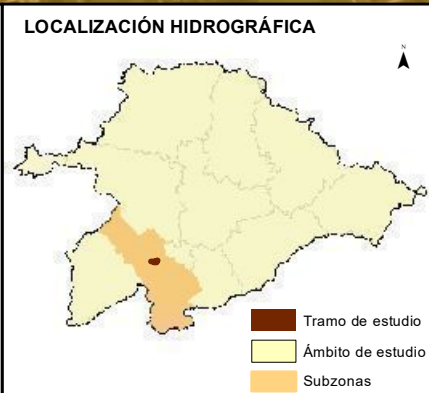 LOCALIZACIÓN HIDROGRÁFICA
N
Tramo de estudio
Ámbito de estudio
Subzonas